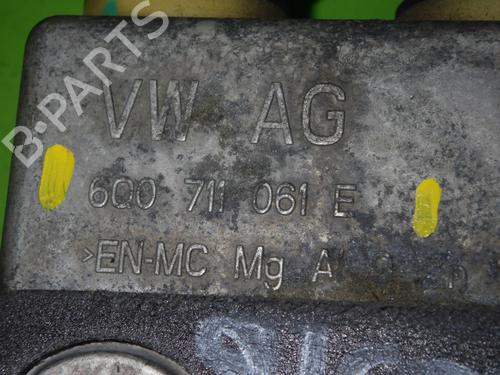 VW AG
6Q0 711 061 E
>EN-MC Mg
B-PARTS